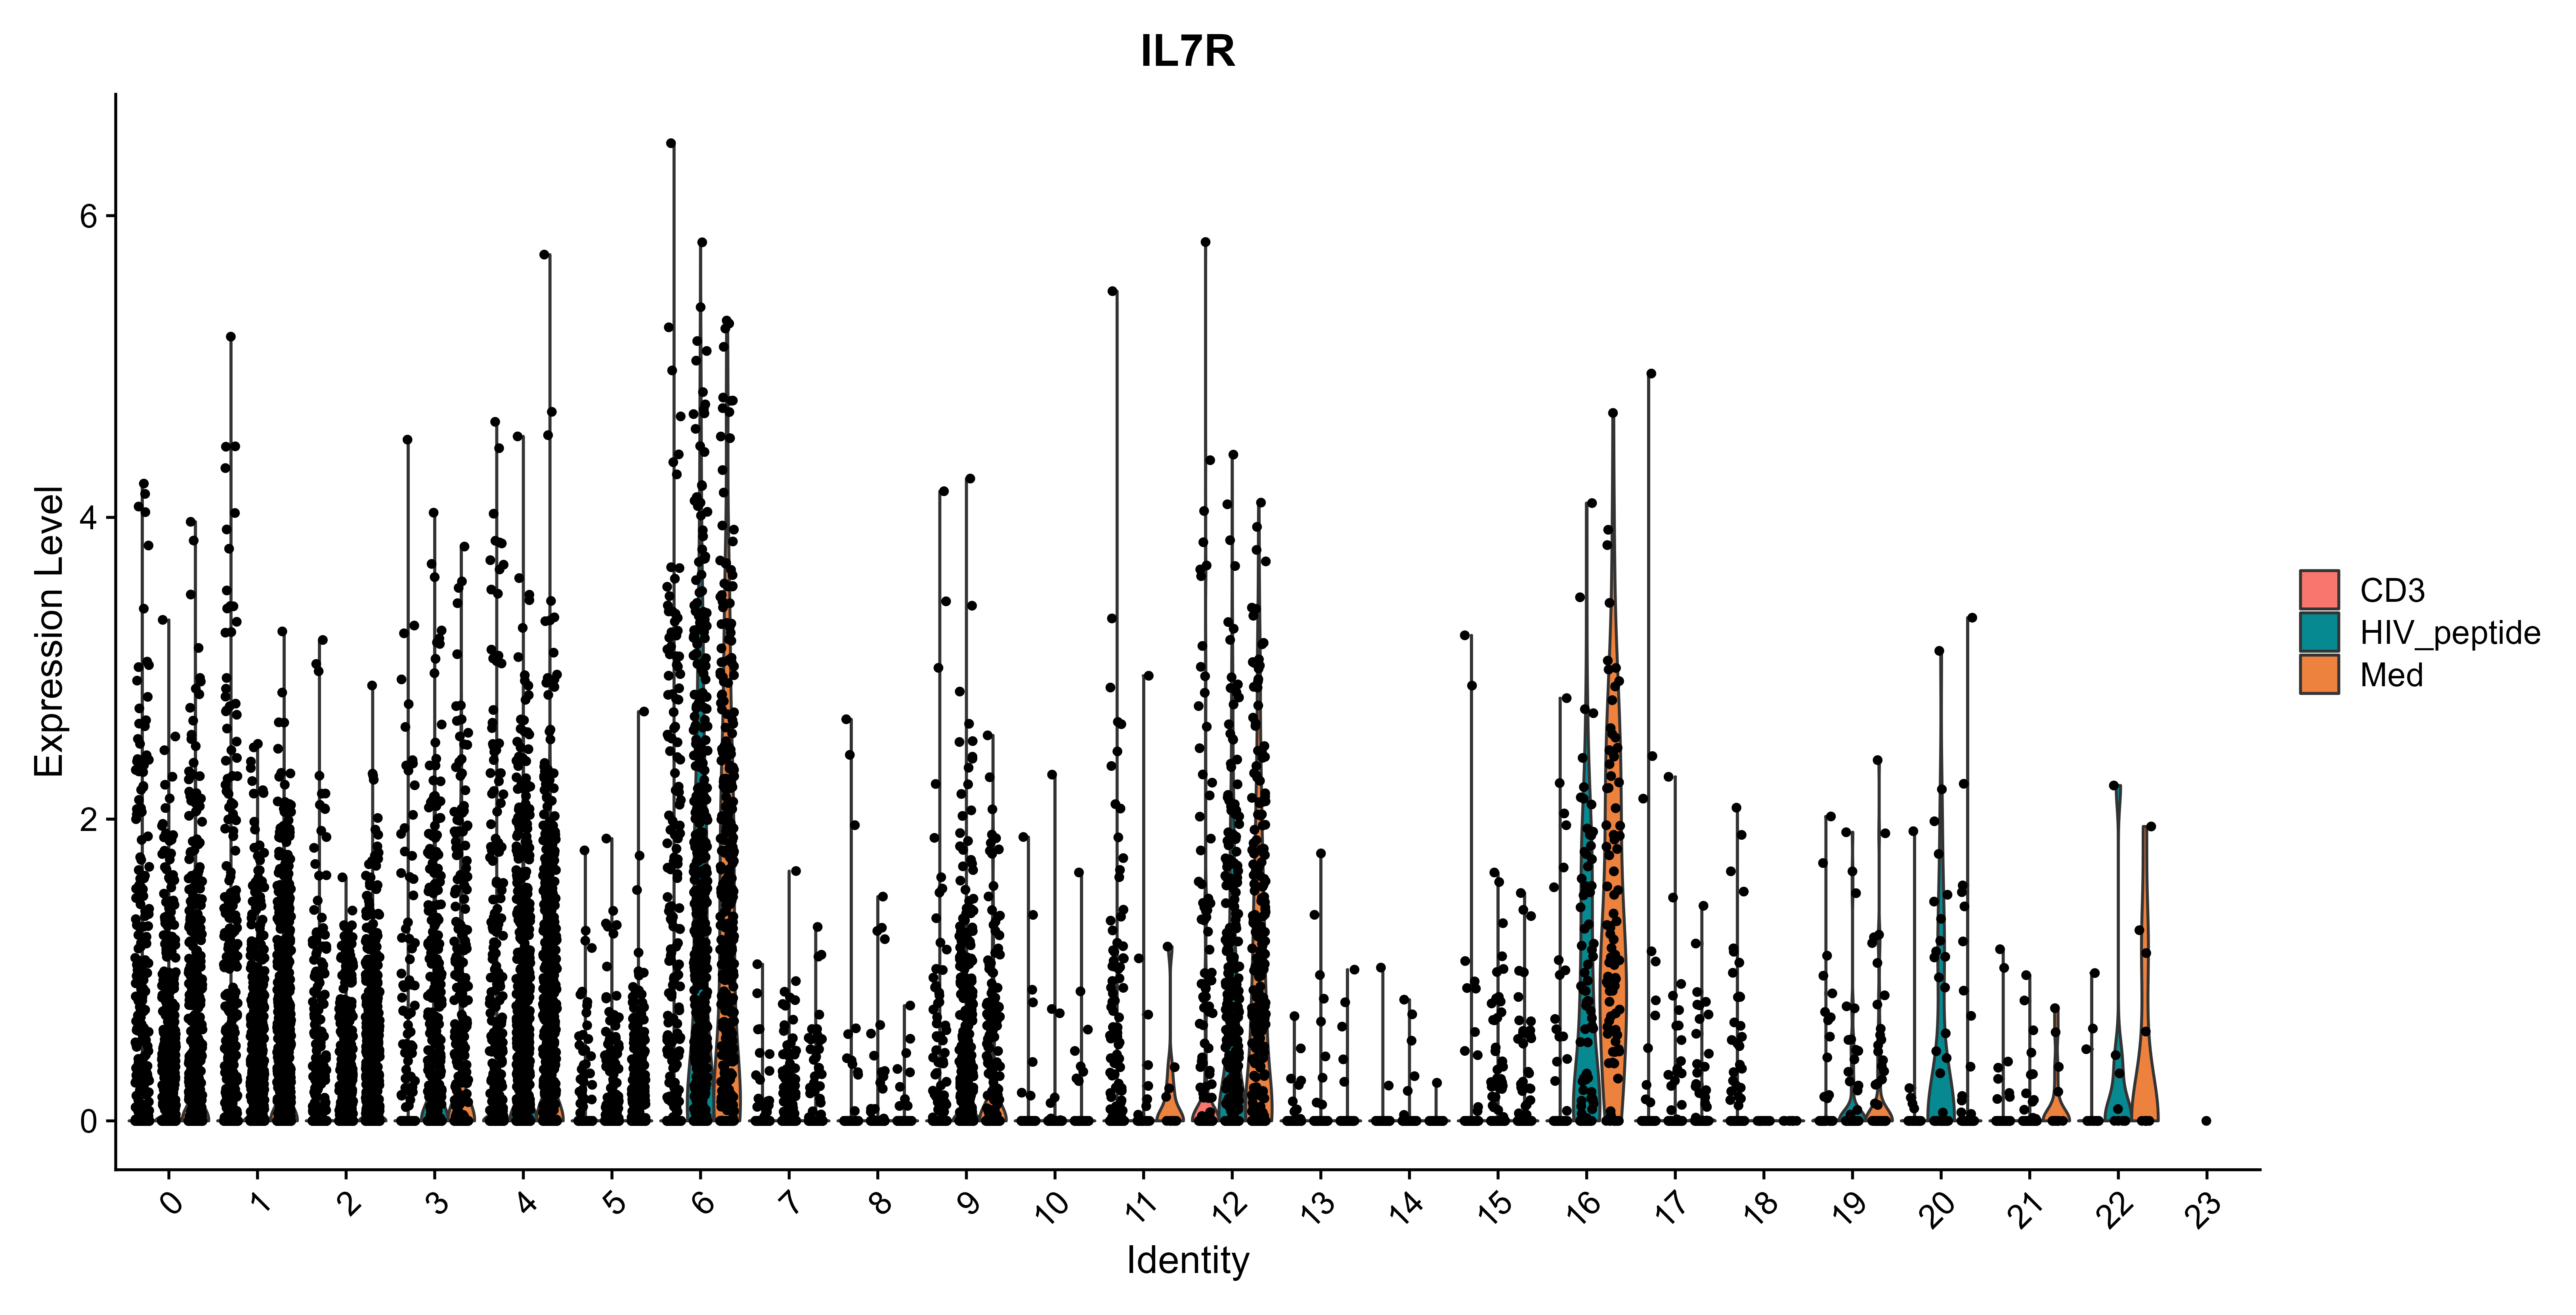 IL7R
Expression Level
6
4
2
0
0 1 2 3 4 5 6 7 8 9 10 11 12 13 14 15 16 17 18 19 20 21 22 23
Identity
CD3
HIV_peptide
Med